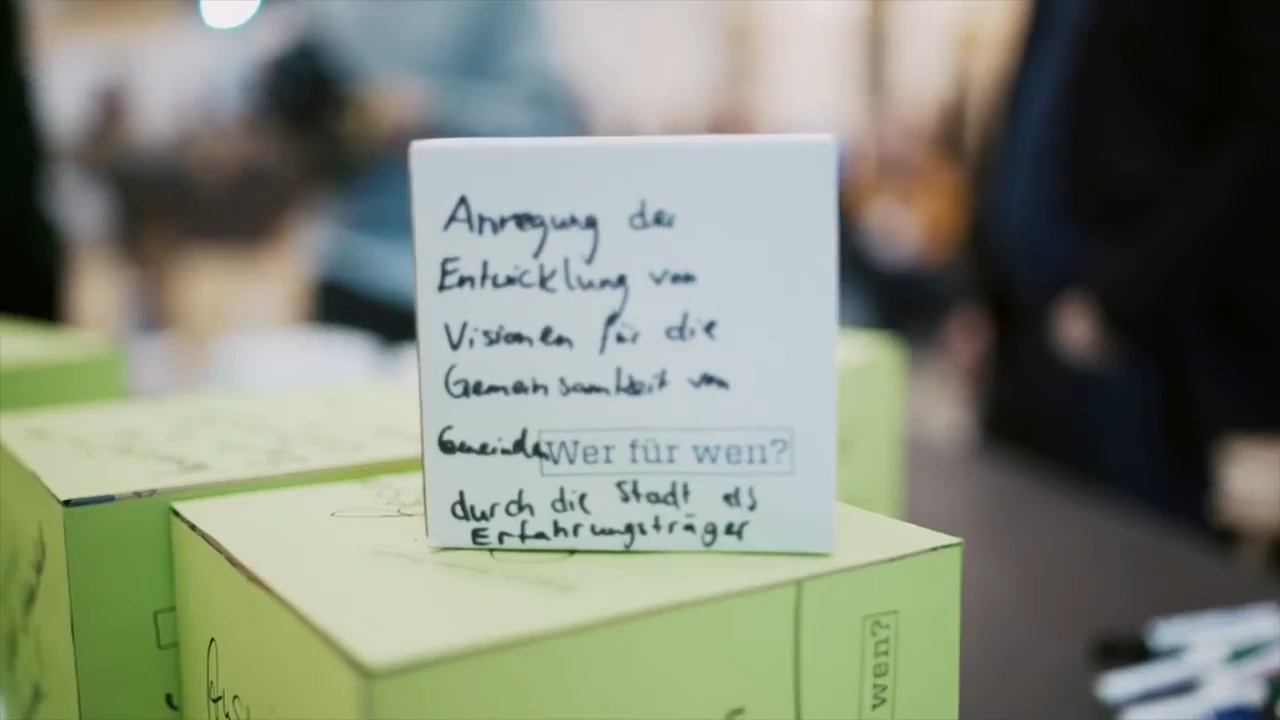 Anregung der
Entwicklung von
Visionen für die
Gemeinsamkeit von
Gemeinden Wer für wen?
durch die Stadt als
Erfahrungsträger
wen?